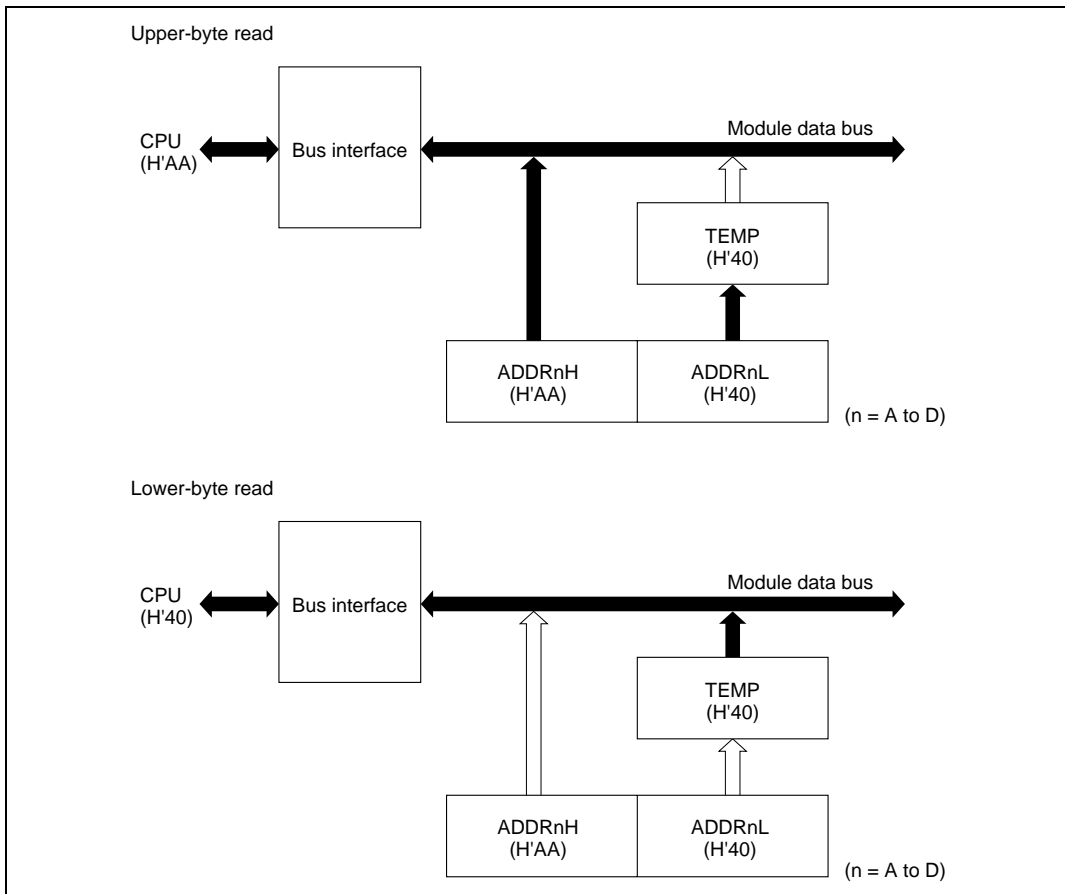 Upper-byte read
CPU
(H'AA)
Bus interface
Module data bus
TEMP
(H'40)
ADDRnH
(H'AA)
ADDRnL
(H'40)
(n = A to D)
Lower-byte read
CPU
(H'40)
Bus interface
Module data bus
TEMP
(H'40)
ADDRnH
(H'AA)
ADDRnL
(H'40)
(n = A to D)